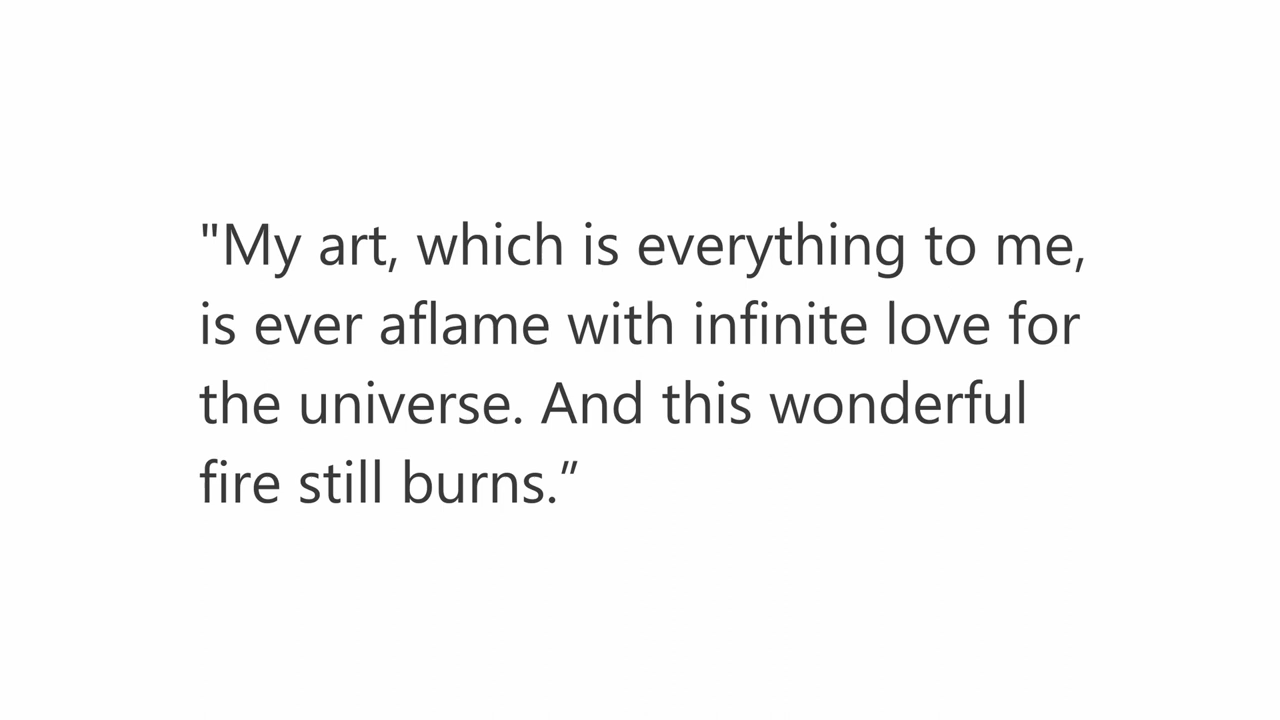 "My art, which is everything to me,
is ever aflame with infinite love for
the universe. And this wonderful
fire still burns.”